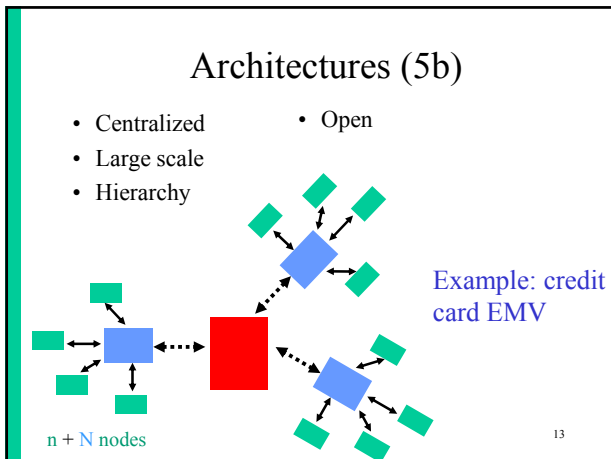 Architectures (5b)
• Centralized
• Large scale
• Hierarchy
• Open
Example: credit
card EMV
n + N nodes
13